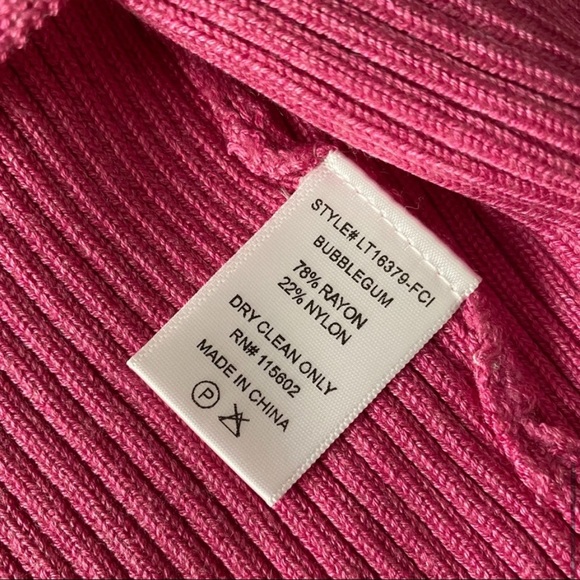 STYLE# LT16379-FCI
BUBBLEGUM
78% RAYON
22% NYLON
DRY CLEAN ONLY
RN# 115602
MADE IN CHINA
P